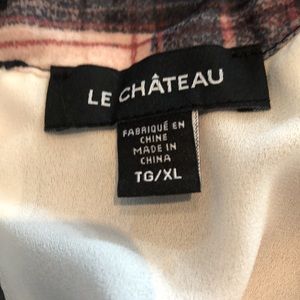 LE CHÂTEAU
FABRIQUÉ EN
CHINE
MADE IN
CHINA
TG/XL